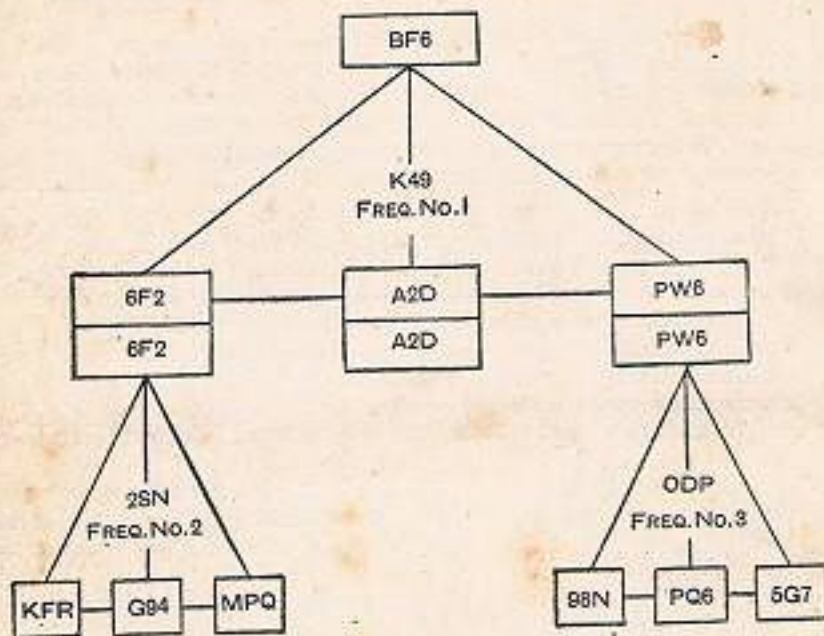 BF6
K49
FREQ. NO. 1
6F2
A2D
PW6
6F2
A2D
PW6
2SN
FREQ. NO. 2
ODP
FREQ. NO. 3
KFR
G94
MPQ
98N
PQ6
5G7